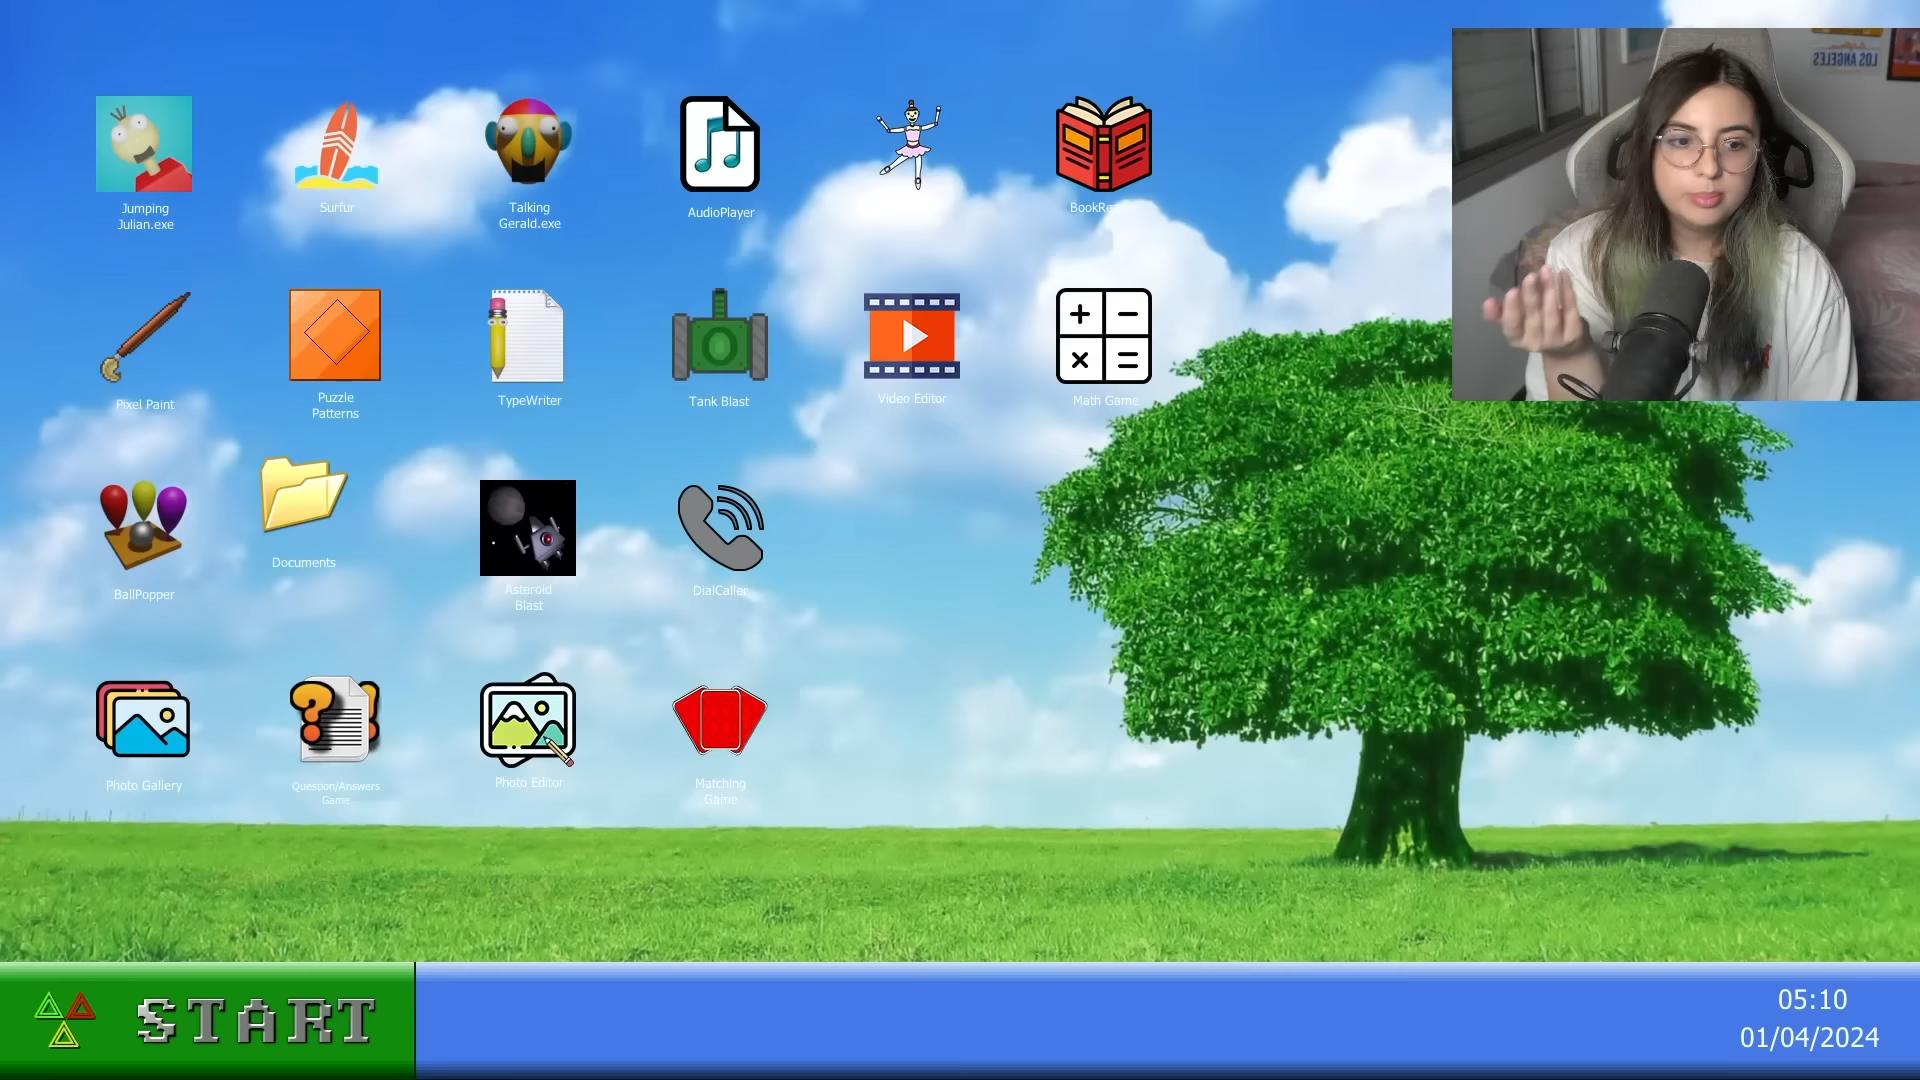 LOS ANGELES
Jumping
Julian.exe
Surfur
Talking
Gerald.exe
AudioPlayer
Pixel Paint
Puzzle
Patterns
TypeWriter
Tank Blast
Video Editor
Math Game
BallPopper
Documents
Asteroid
Blast
DialCaller
Photo Gallery
Question/Answers
Game
Photo Editor
Matching
Game
START
05:10
01/04/2024